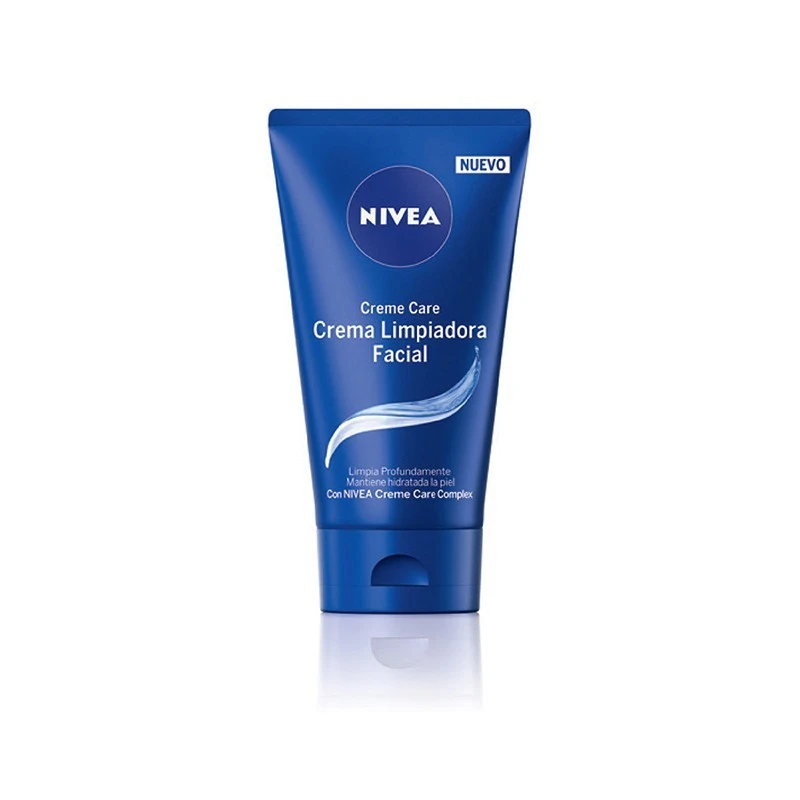 NUEVO
NIVEA
Creme Care
Crema Limpiadora
Facial
Limpia Profundamente
Mantiene hidratada la piel
Con NIVEA Creme Care Complex